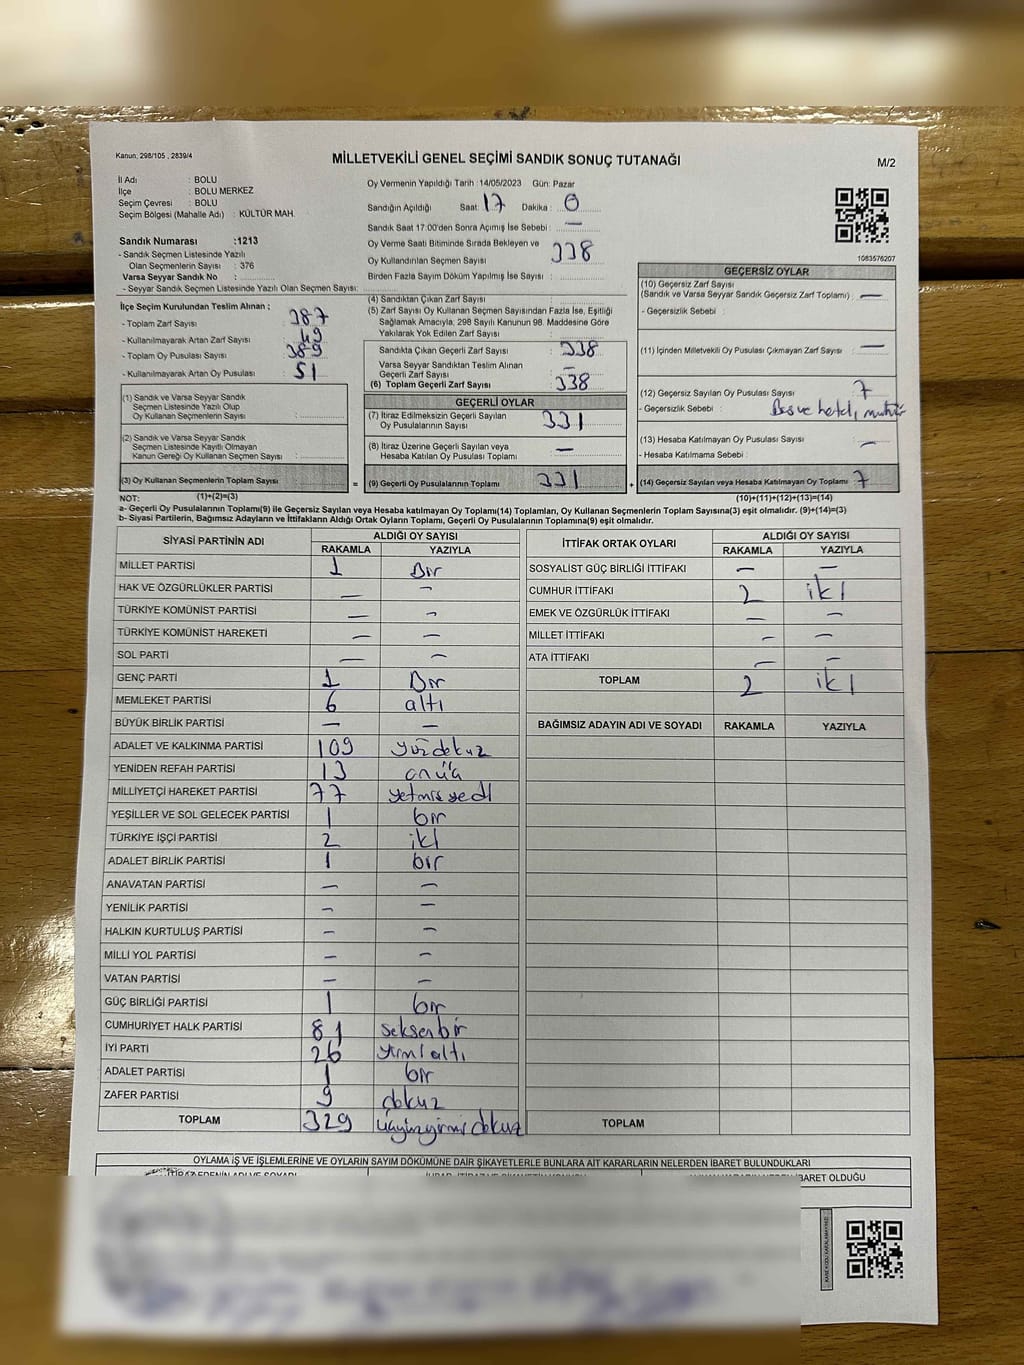 Kanun; 298/105 , 2839/4
MİLLETVEKİLİ GENEL SEÇİMİ SANDIK SONUÇ TUTANAĞI
M/2
İl Adı : BOLU
İlçe : BOLU MERKEZ
Seçim Çevresi : BOLU
Seçim Bölgesi (Mahalle Adı) : KÜLTÜR MAH.
Sandık Numarası :1213
- Sandık Seçmen Listesinde Yazılı
Olan Seçmenlerin Sayısı : 376
Varsa Seyyar Sandık No :
- Seyyar Sandık Seçmen Listesinde Yazılı Olan Seçmen Sayısı:
Oy Vermenin Yapıldığı Tarih :14/05/2023 Gün: Pazar
Sandığın Açıldığı Saat: 17 Dakika : 0
Sandık Saat 17.00'den Sonra Açılmış İse Sebebi : —
Oy Verme Saati Bitiminde Sırada Bekleyen ve
Oy Kullandırılan Seçmen Sayısı : 338
Birden Fazla Sayım Döküm Yapılmış İse Sayısı :
1083576207
İlçe Seçim Kurulundan Teslim Alınan ;
- Toplam Zarf Sayısı : 387
- Kullanılmayarak Artan Zarf Sayısı : 49
- Toplam Oy Pusulası Sayısı : 389
- Kullanılmayarak Artan Oy Pusulası : 51
(1) Sandık ve Varsa Seyyar Sandık
Seçmen Listesinde Yazılı Olup
Oy Kullanan Seçmenlerin Sayısı :
(2) Sandık ve Varsa Seyyar Sandık
Seçmen Listesinde Kayıtlı Olmayan
Kanun Gereği Oy Kullanan Seçmen Sayısı :
(3) Oy Kullanan Seçmenlerin Toplam Sayısı
=
(4) Sandıktan Çıkan Zarf Sayısı :
(5) Zarf Sayısı Oy Kullanan Seçmen Sayısından Fazla İse, Eşitliği
Sağlamak Amacıyla, 298 Sayılı Kanunun 98. Maddesine Göre
Yakılarak Yok Edilen Zarf Sayısı :
Sandıkta Çıkan Geçerli Zarf Sayısı : 338
Varsa Seyyar Sandıktan Teslim Alınan
Geçerli Zarf Sayısı : —
(6) Toplam Geçerli Zarf Sayısı : 338
GEÇERLİ OYLAR
(7) İtiraz Edilmeksizin Geçerli Sayılan
Oy Pusulalarının Sayısı : 331
(8) İtiraz Üzerine Geçerli Sayılan veya
Hesaba Katılan Oy Pusulası Toplamı : —
(9) Geçerli Oy Pusulalarının Toplamı : 331
+
GEÇERSİZ OYLAR
(10) Geçersiz Zarf Sayısı
(Sandık ve Varsa Seyyar Sandık Geçersiz Zarf Toplamı) : —
- Geçersizlik Sebebi :
(11) İçinden Milletvekili Oy Pusulası Çıkmayan Zarf Sayısı : —
(12) Geçersiz Sayılan Oy Pusulası Sayısı : 7
- Geçersizlik Sebebi :
(13) Hesaba Katılmayan Oy Pusulası Sayısı : —
- Hesaba Katılmama Sebebi :
(14) Geçersiz Sayılan veya Hesaba Katılmayan Oy Toplamı : 7
NOT: (1)+(2)=(3) (10)+(11)+(12)+(13)=(14)
a- Geçerli Oy Pusulalarının Toplamı(9) ile Geçersiz Sayılan veya Hesaba Katılmayan Oy Toplamı(14) Toplamları, Oy Kullanan Seçmenlerin Toplam Sayısına(3) eşit olmalıdır. (9)+(14)=(3)
b- Siyasi Partilerin, Bağımsız Adayların ve İttifakların Aldığı Ortak Oyların Toplamı, Geçerli Oy Pusulalarının Toplamına(9) eşit olmalıdır.
SİYASİ PARTİNİN ADI ALDIĞI OY SAYISI
RAKAMLA YAZIYLA
MİLLET PARTİSİ 1 Bir
HAK VE ÖZGÜRLÜKLER PARTİSİ — —
TÜRKİYE KOMÜNİST PARTİSİ — —
TÜRKİYE KOMÜNİST HAREKETİ — —
SOL PARTİ — —
GENÇ PARTİ 1 Bir
MEMLEKET PARTİSİ 6 altı
BÜYÜK BİRLİK PARTİSİ — —
ADALET VE KALKINMA PARTİSİ 109 yüzdokuz
YENİDEN REFAH PARTİSİ 13 onüç
MİLLİYETÇİ HAREKET PARTİSİ 77 yetmişyedi
YEŞİLLER VE SOL GELECEK PARTİSİ 1 bir
TÜRKİYE İŞÇİ PARTİSİ 2 iki
ADALET BİRLİK PARTİSİ 1 bir
ANAVATAN PARTİSİ — —
YENİLİK PARTİSİ — —
HALKIN KURTULUŞ PARTİSİ — —
MİLLİ YOL PARTİSİ — —
VATAN PARTİSİ — —
GÜÇ BİRLİĞİ PARTİSİ 1 bir
CUMHURİYET HALK PARTİSİ 81 seksenbir
İYİ PARTİ 26 yirmialtı
ADALET PARTİSİ 1 bir
ZAFER PARTİSİ 9 dokuz
TOPLAM 329 üçyüzyirmidokuz
İTTİFAK ORTAK OYLARI ALDIĞI OY SAYISI
RAKAMLA YAZIYLA
SOSYALİST GÜÇ BİRLİĞİ İTTİFAKI — —
CUMHUR İTTİFAKI 2 iki
EMEK VE ÖZGÜRLÜK İTTİFAKI — —
MİLLET İTTİFAKI — —
ATA İTTİFAKI — —
TOPLAM 2 iki
BAĞIMSIZ ADAYIN ADI VE SOYADI RAKAMLA YAZIYLA
TOPLAM
OYLAMA İŞ VE İŞLEMLERİNE VE OYLARIN SAYIM DÖKÜMÜNE DAİR ŞİKAYETLERLE BUNLARA AİT KARARLARIN NELERDEN İBARET BULUNDUKLARI
İTİRAZ EDENİN ADI VE SOYADI
İBARET OLDUĞU